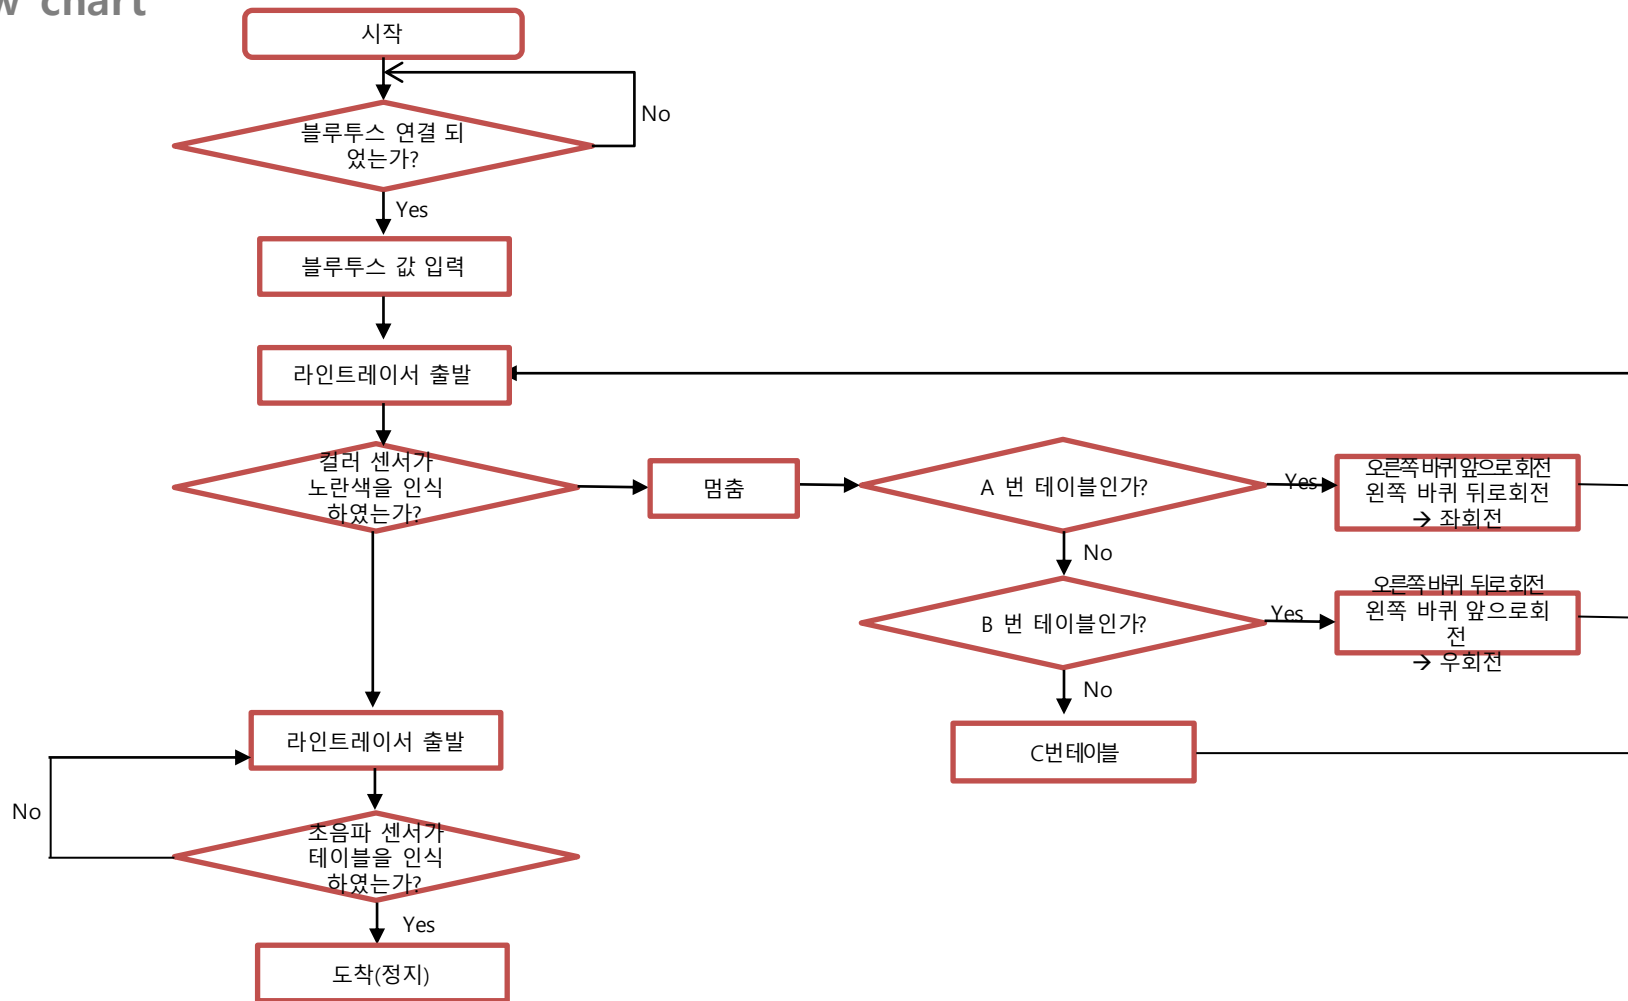 w chart
시작
No
블루투스 연결 되
었는가?
Yes
블루투스 값 입력
라인트레이서 출발
컬러 센서가
노란색을 인식
하였는가?
멈춤
A 번 테이블인가?
Yes
오른쪽 바퀴 앞으로 회전
왼쪽 바퀴 뒤로회전
→ 좌회전
No
B 번 테이블인가?
Yes
오른쪽 바퀴 뒤로 회전
왼쪽 바퀴 앞으로회
전
→ 우회전
No
C번 테이블
라인트레이서 출발
No
초음파 센서가
테이블을 인식
하였는가?
Yes
도착(정지)